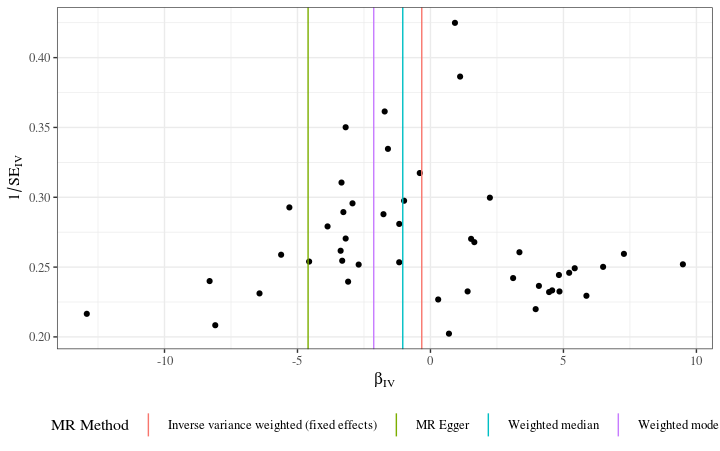 0.40
0.35
0.30
0.25
0.20
1/SE_IV
-10 -5 0 5 10
β_IV
MR Method Inverse variance weighted (fixed effects) MR Egger Weighted median Weighted mode